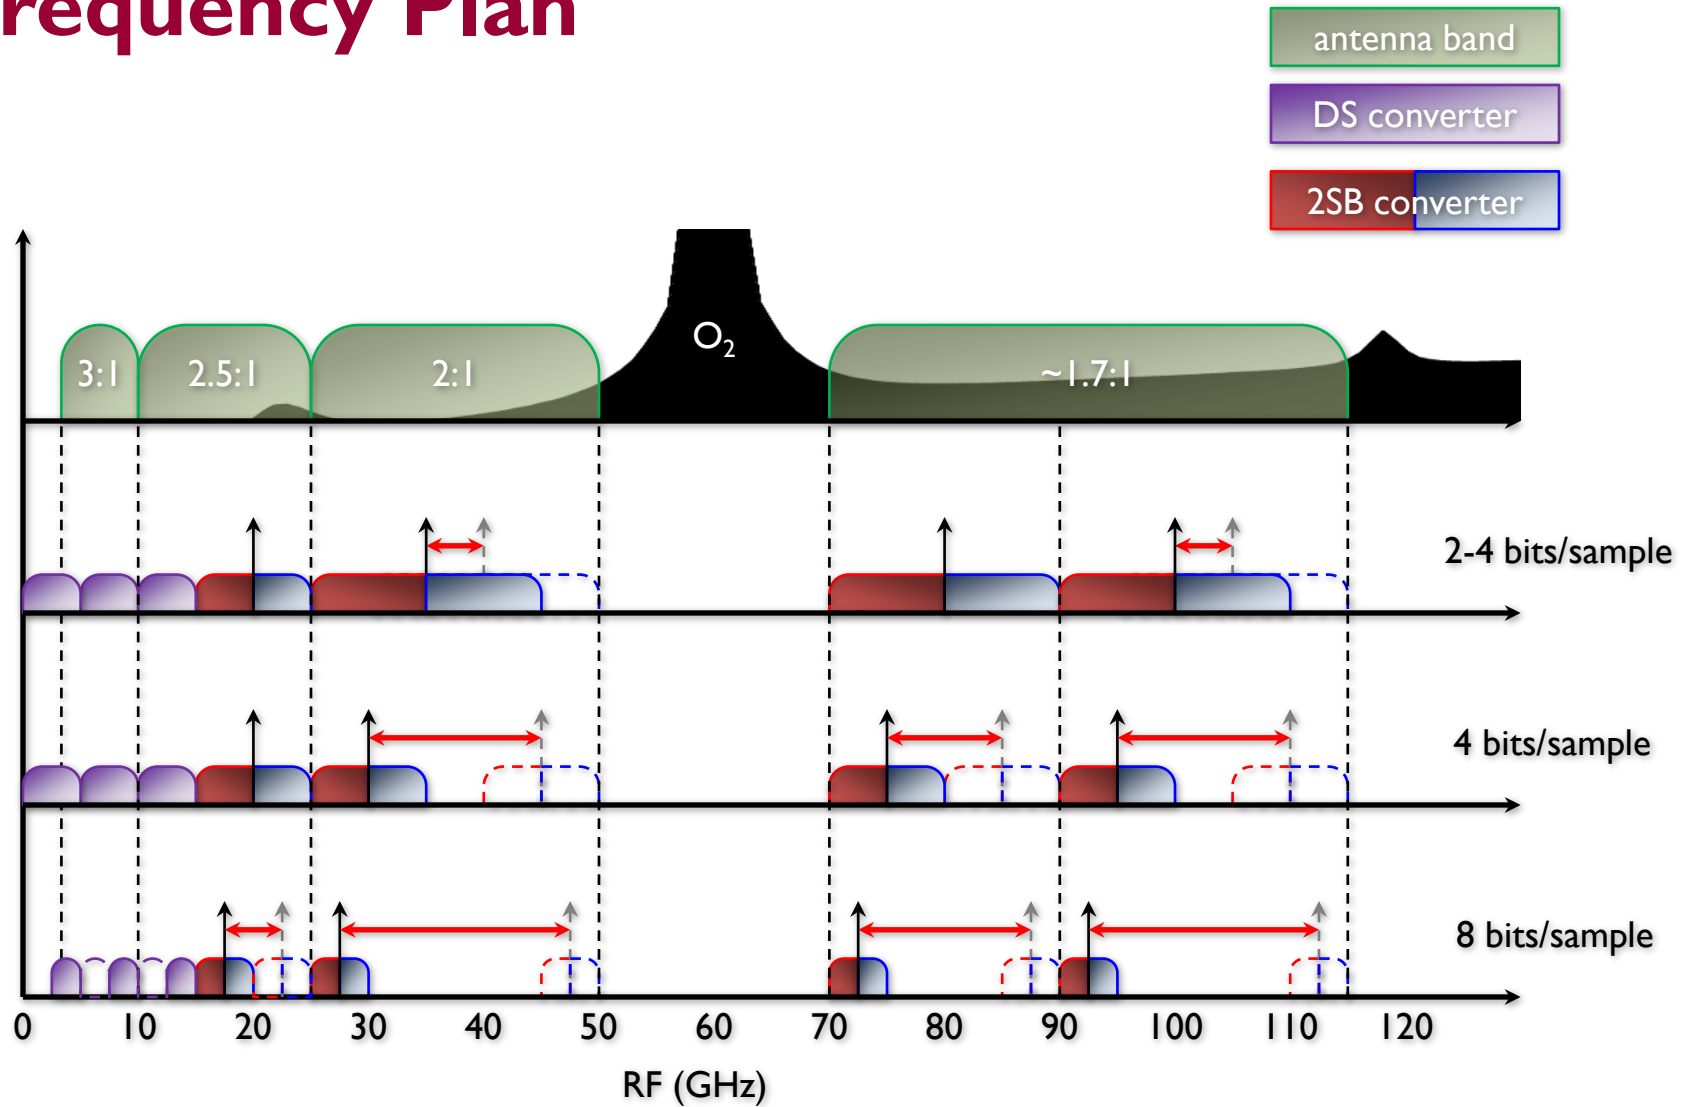 requency Plan
antenna band
DS converter
2SB converter
O2
3:1 2.5:1 2:1 ~1.7:1
2-4 bits/sample
4 bits/sample
8 bits/sample
0 10 20 30 40 50 60 70 80 90 100 110 120
RF (GHz)